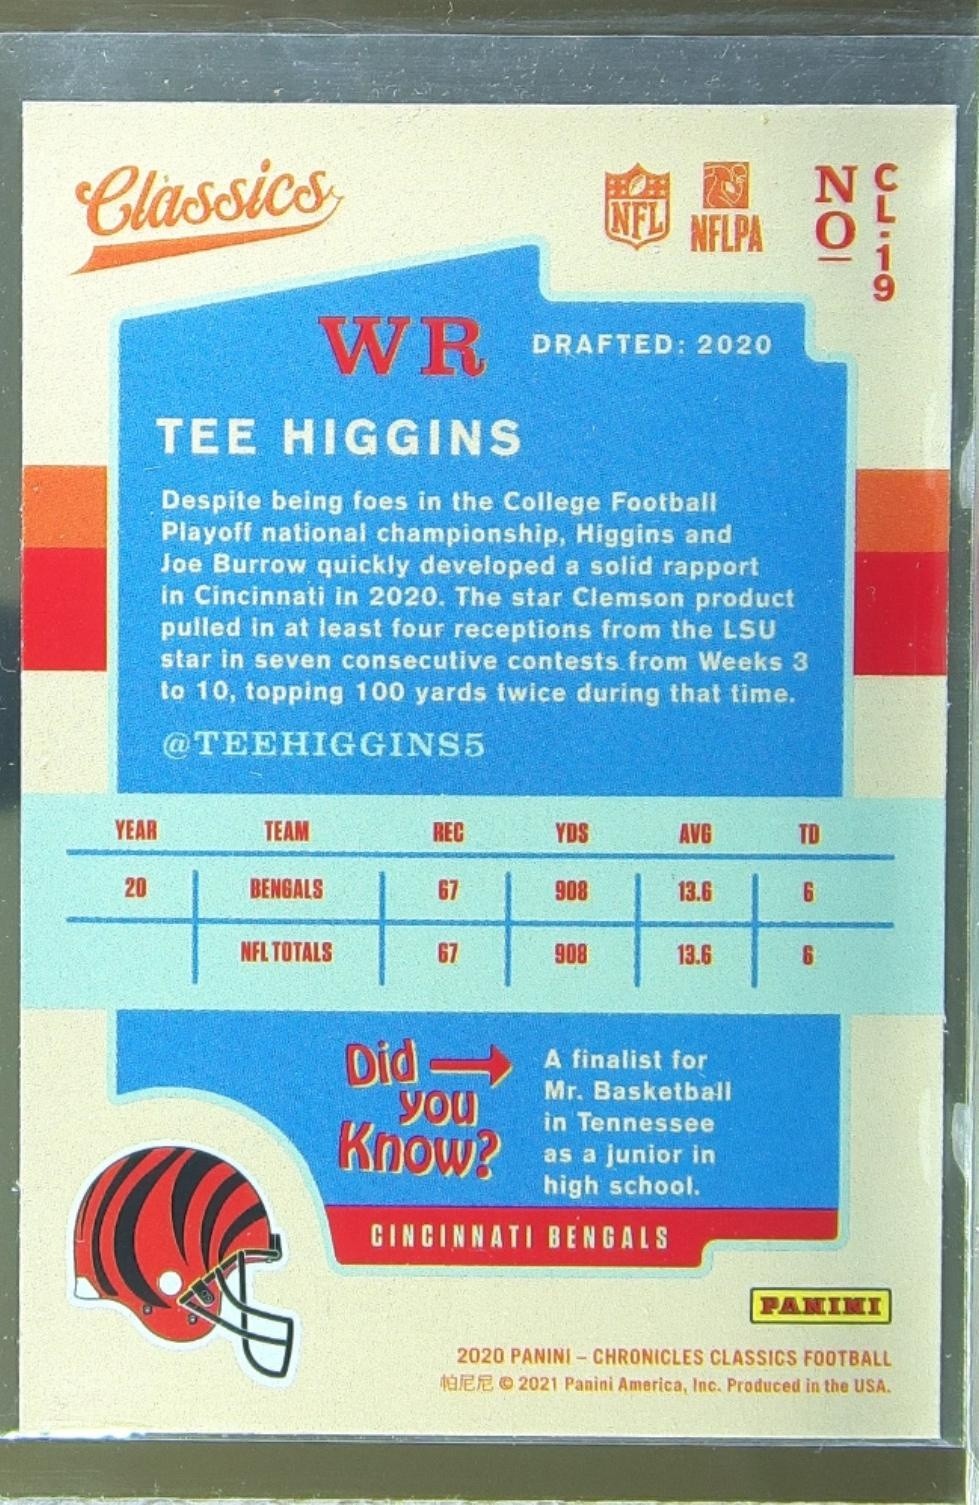 Classics
NFL
NFLPA
NO
CL-19
WR
DRAFTED: 2020
TEE HIGGINS
Despite being foes in the College Football
Playoff national championship, Higgins and
Joe Burrow quickly developed a solid rapport
in Cincinnati in 2020. The star Clemson product
pulled in at least four receptions from the LSU
star in seven consecutive contests from Weeks 3
to 10, topping 100 yards twice during that time.
@TEEHIGGINS5
YEAR TEAM REC YDS AVG TD
20 BENGALS 67 908 13.6 6
NFL TOTALS 67 908 13.6 6
Did
you
Know?
A finalist for
Mr. Basketball
in Tennessee
as a junior in
high school.
CINCINNATI BENGALS
PANINI
2020 PANINI – CHRONICLES CLASSICS FOOTBALL
帕尼尼 © 2021 Panini America, Inc. Produced in the USA.